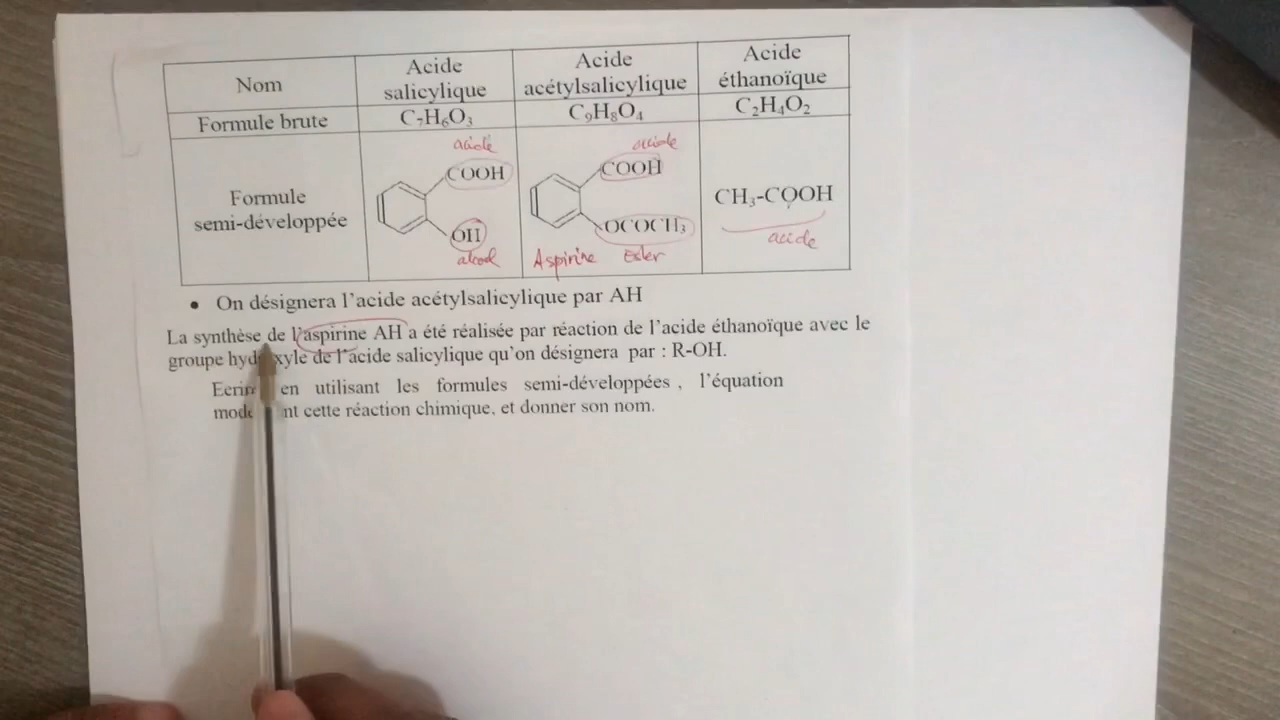 Nom
Acide salicylique
Acide acétylsalicylique
Acide éthanoïque
Formule brute
C₇H₆O₃
C₉H₈O₄
C₂H₄O₂
Formule semi-développée
acide
COOH
OH
alcool
acide
COOH
OCOCH₃
Aspirine Ester
CH₃-COOH
acide
• On désignera l'acide acétylsalicylique par AH
La synthèse de l'aspirine AH a été réalisée par réaction de l'acide éthanoïque avec le
groupe de l'acide salicylique qu'on désignera par : R-OH.
en utilisant les formules semi-développées , l'équation
cette réaction chimique, et donner son nom.